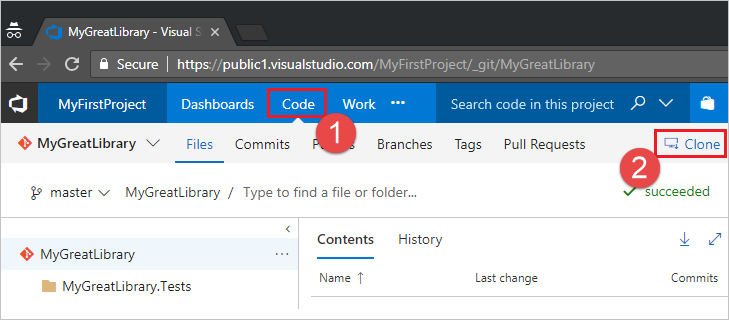 MyGreatLibrary - Visual S
Secure https://public1.visualstudio.com/MyFirstProject/_git/MyGreatLibrary
MyFirstProject Dashboards Code Work ••• Search code in this project
1
MyGreatLibrary Files Commits Branches Tags Pull Requests Clone
2
master MyGreatLibrary / Type to find a file or folder... succeeded
MyGreatLibrary ... Contents History
MyGreatLibrary.Tests Name ↑ Last change Commits